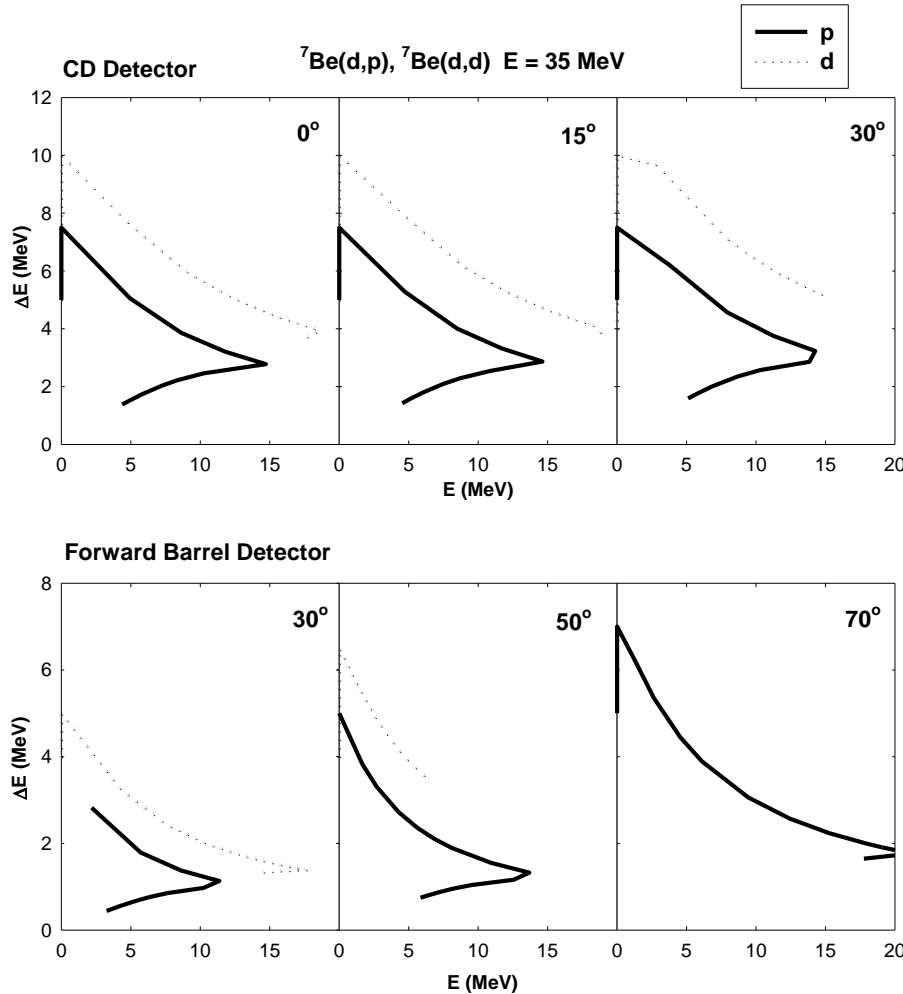 p
d
⁷Be(d,p), ⁷Be(d,d) E = 35 MeV
CD Detector
0° 15° 30°
12
10
8
6
4
2
0
ΔE (MeV)
0 5 10 15 0 5 10 15 0 5 10 15 20
E (MeV)
Forward Barrel Detector
30° 50° 70°
8
6
4
2
0
ΔE (MeV)
0 5 10 15 0 5 10 15 0 5 10 15 20
E (MeV)